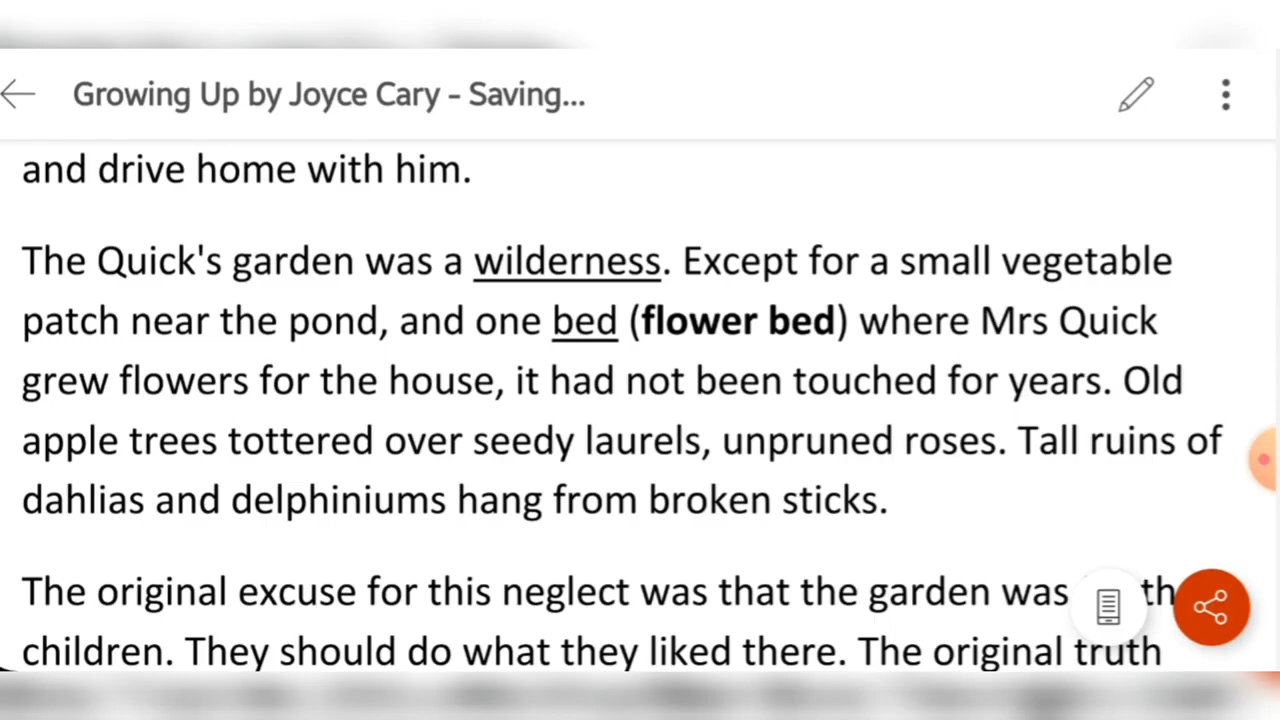 Growing Up by Joyce Cary - Saving...
and drive home with him.
The Quick's garden was a wilderness. Except for a small vegetable
patch near the pond, and one bed (flower bed) where Mrs Quick
grew flowers for the house, it had not been touched for years. Old
apple trees tottered over seedy laurels, unpruned roses. Tall ruins of
dahlias and delphiniums hang from broken sticks.
The original excuse for this neglect was that the garden was
children. They should do what they liked there. The original truth